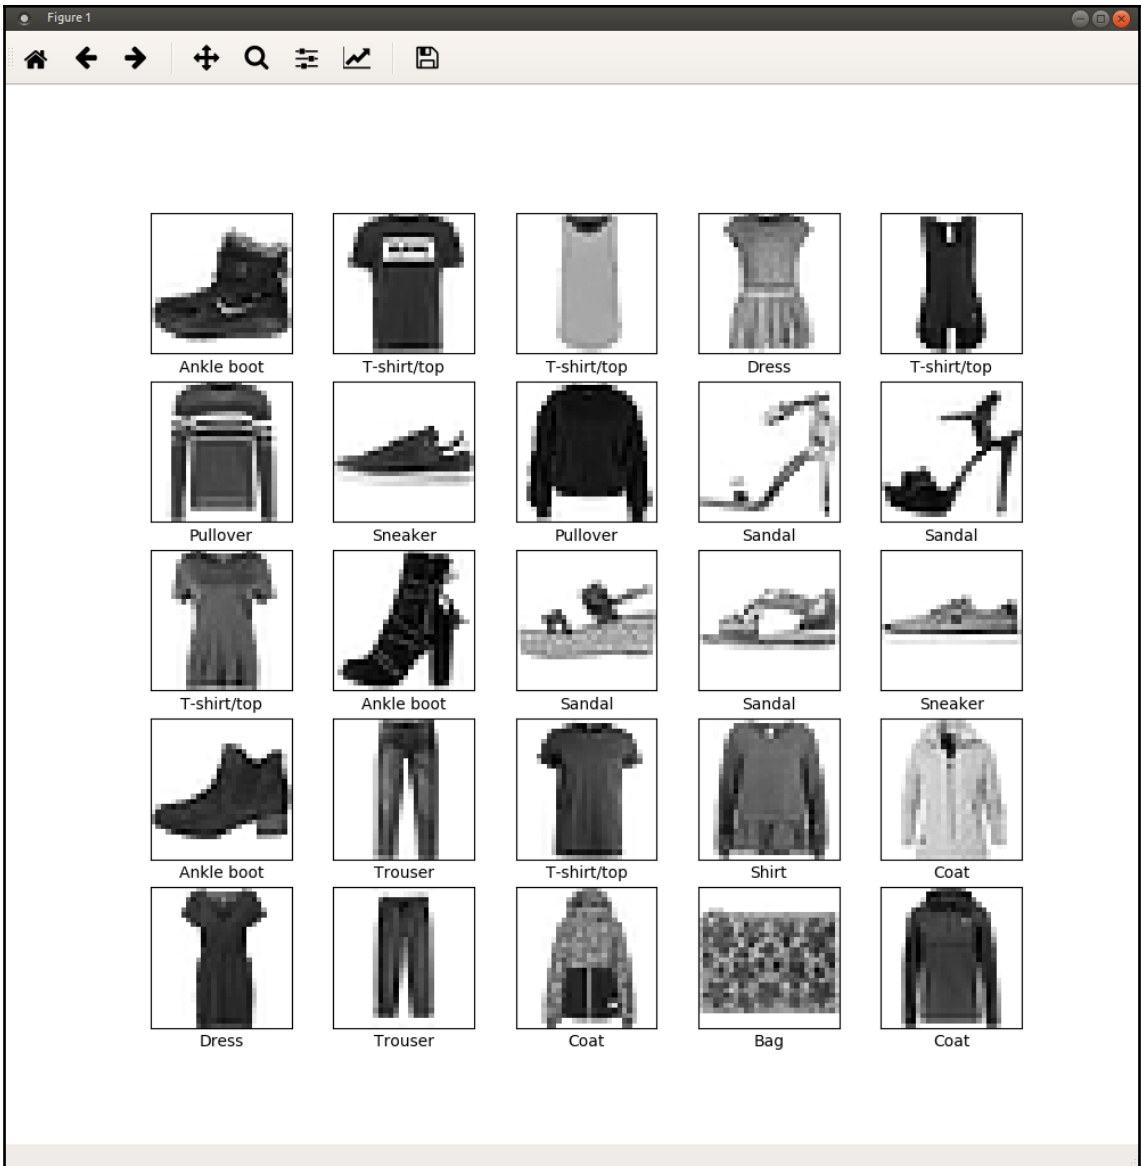 Figure 1
Ankle boot T-shirt/top T-shirt/top Dress T-shirt/top
Pullover Sneaker Pullover Sandal Sandal
T-shirt/top Ankle boot Sandal Sandal Sneaker
Ankle boot Trouser T-shirt/top Shirt Coat
Dress Trouser Coat Bag Coat